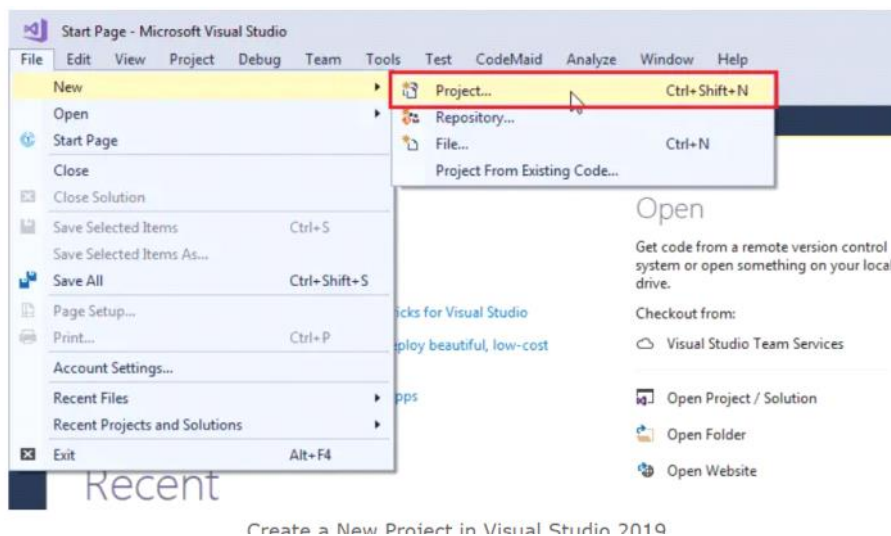 Start Page - Microsoft Visual Studio
File Edit View Project Debug Team Tools Test CodeMaid Analyze Window Help
New
Project... Ctrl+Shift+N
Open
Repository...
Start Page
File... Ctrl+N
Close
Project From Existing Code...
Close Solution
Save Selected Items Ctrl+S
Save Selected Items As...
Save All Ctrl+Shift+S
Page Setup...
Print... Ctrl+P
Account Settings...
Recent Files
Recent Projects and Solutions
Exit Alt+F4
for Visual Studio
beautiful, low-cost
Recent
Open
Get code from a remote version control
system or open something on your local
drive.
Checkout from:
Visual Studio Team Services
Open Project / Solution
Open Folder
Open Website
Create a New Project in Visual Studio 2019